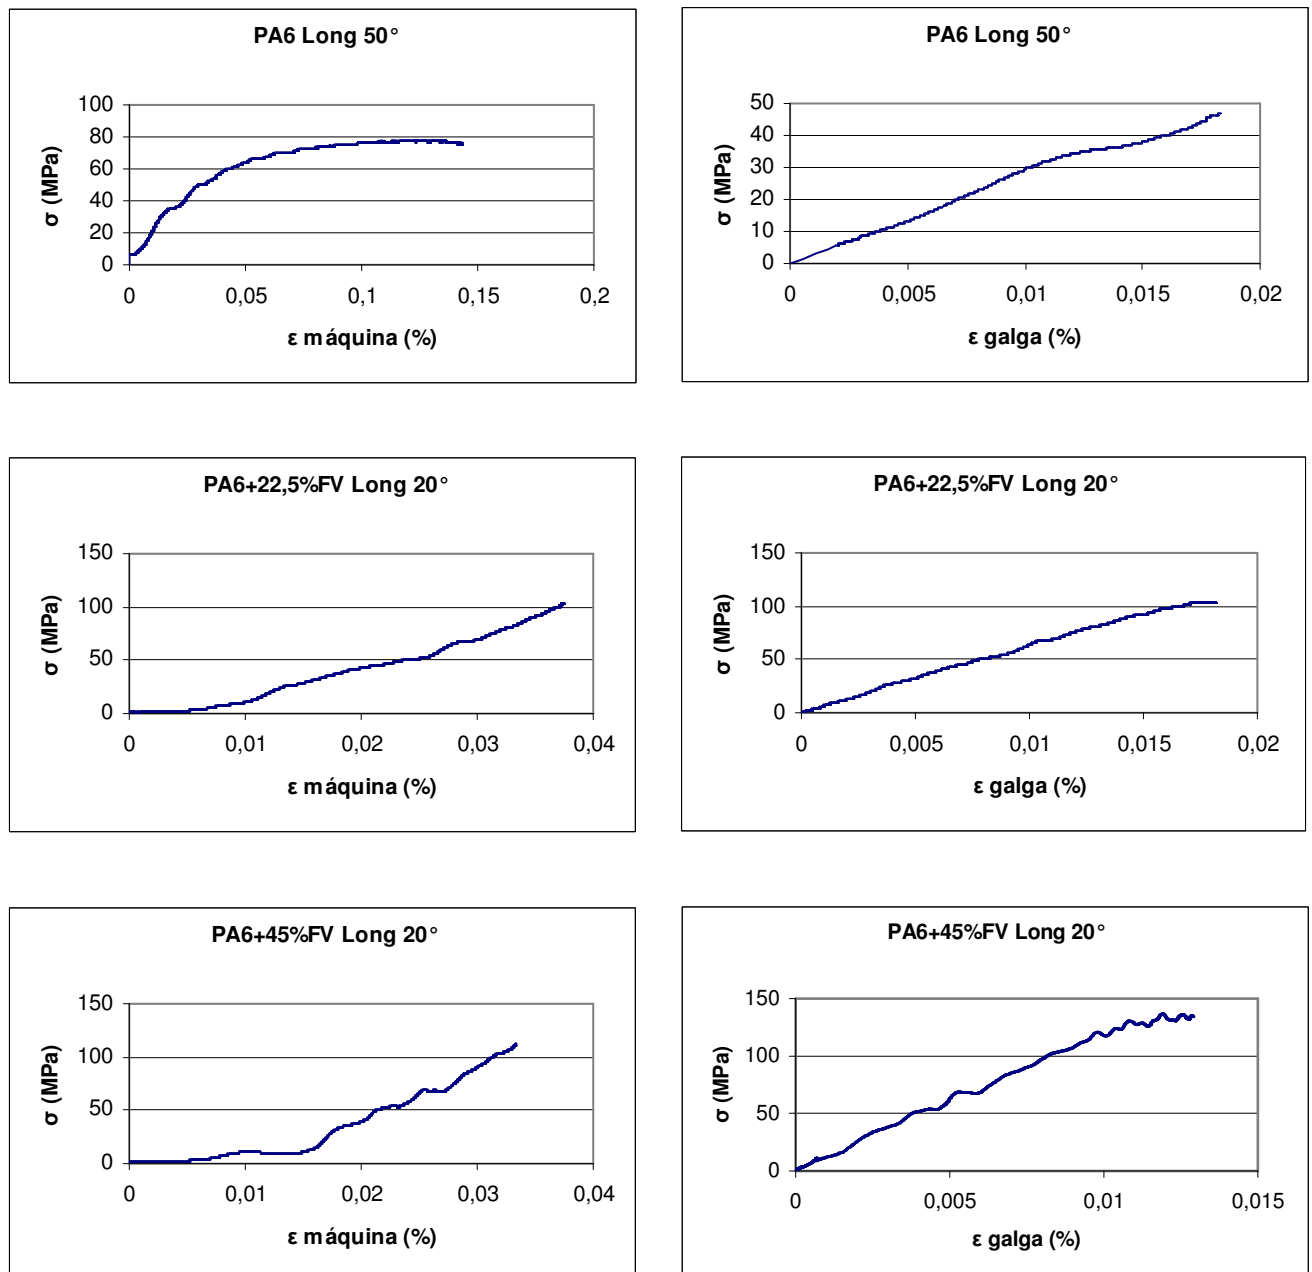 PA6 Long 50°
σ (MPa)
100
80
60
40
20
0
0 0,05 0,1 0,15 0,2
ε máquina (%)
PA6 Long 50°
σ (MPa)
50
40
30
20
10
0
0 0,005 0,01 0,015 0,02
ε galga (%)
PA6+22,5%FV Long 20°
σ (MPa)
150
100
50
0
0 0,01 0,02 0,03 0,04
ε máquina (%)
PA6+22,5%FV Long 20°
σ (MPa)
150
100
50
0
0 0,005 0,01 0,015 0,02
ε galga (%)
PA6+45%FV Long 20°
σ (MPa)
150
100
50
0
0 0,01 0,02 0,03 0,04
ε máquina (%)
PA6+45%FV Long 20°
σ (MPa)
150
100
50
0
0 0,005 0,01 0,015
ε galga (%)